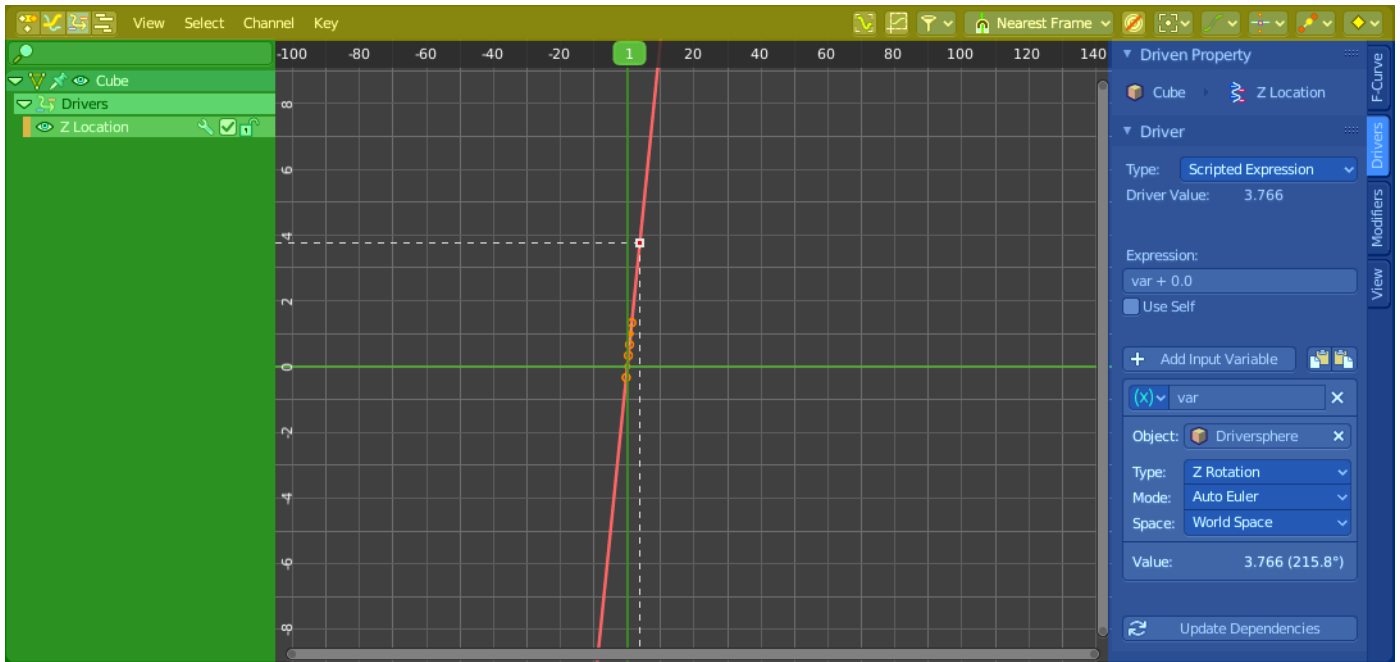 View Select Channel Key Nearest Frame
-100 -80 -60 -40 -20 1 20 40 60 80 100 120 140
Cube
Drivers
Z Location
8
6
4
2
0
-2
-4
-6
-8
Driven Property
Cube Z Location
Driver
Type: Scripted Expression
Driver Value: 3.766
Expression:
var + 0.0
Use Self
+ Add Input Variable
(x) var
Object: Driversphere
Type: Z Rotation
Mode: Auto Euler
Space: World Space
Value: 3.766 (215.8°)
Update Dependencies
F-Curve
Drivers
Modifiers
View